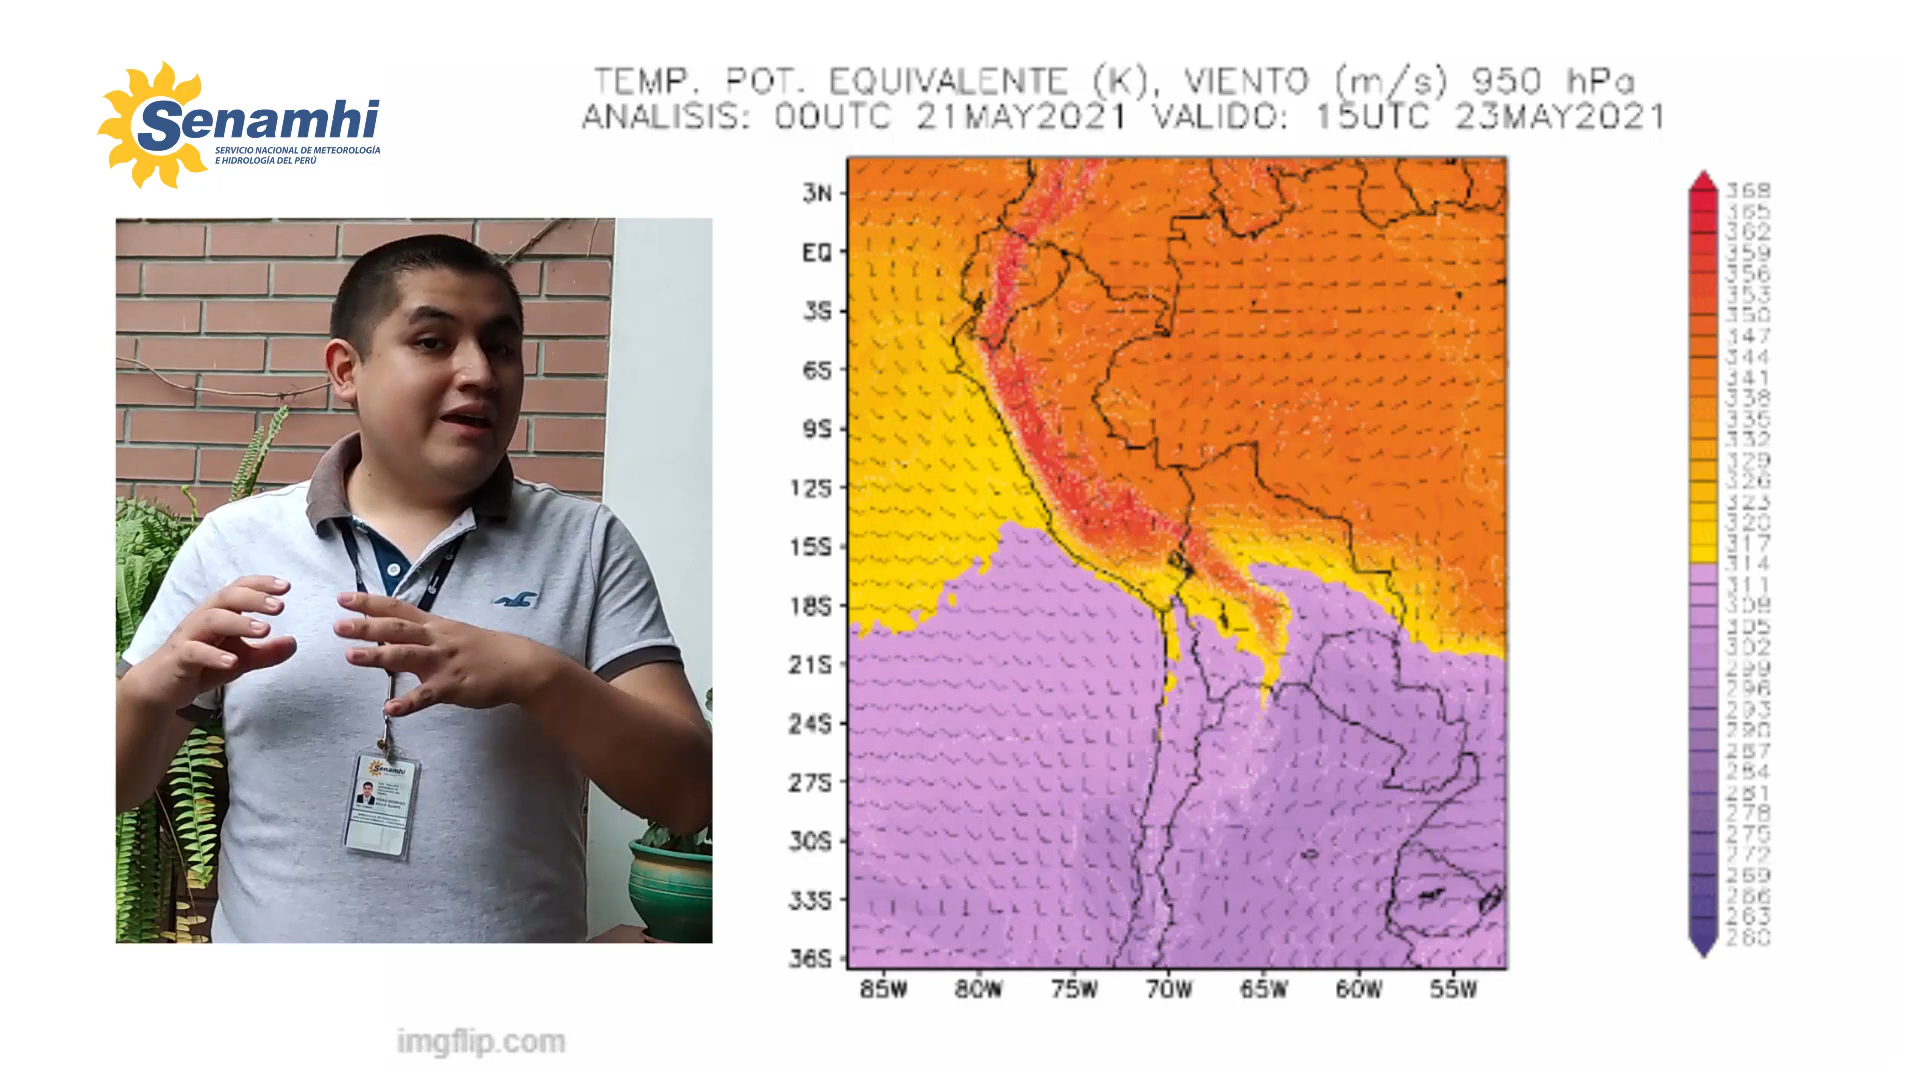 Senamhi
SERVICIO NACIONAL DE METEOROLOGÍA
E HIDROLOGÍA DEL PERÚ
TEMP. POT. EQUIVALENTE (K), VIENTO (m/s) 950 hPa
ANALISIS: 00UTC 21MAY2021 VALIDO: 15UTC 23MAY2021
3N
EQ
3S
6S
9S
12S
15S
18S
21S
24S
27S
30S
33S
36S
85W 80W 75W 70W 65W 60W 55W
368
365
362
359
356
353
350
347
344
341
338
335
332
329
326
323
320
317
314
311
308
305
302
299
296
293
290
287
284
281
278
275
272
269
266
263
260
Senamhi
imgflip.com